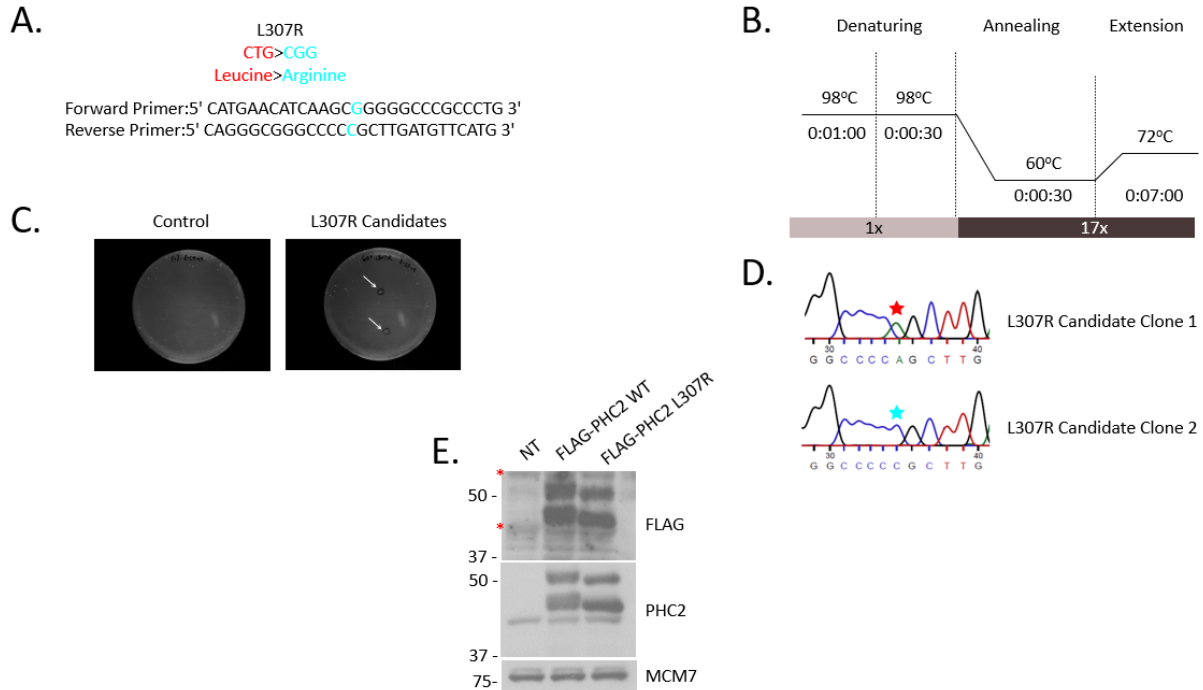 A.
L307R
CTG>CGG
Leucine>Arginine
Forward Primer:5' CATGAACATCAAGCGGGGGCCCGCCCTG 3'
Reverse Primer:5' CAGGGCGGGCCCCCGCTTGATGTTCATG 3'
B.
Denaturing Annealing Extension
98°C 98°C 60°C 72°C
0:01:00 0:00:30 0:00:30 0:07:00
1x 17x
C.
Control L307R Candidates
D.
L307R Candidate Clone 1
30 40
G G C C C C A G C T T G
L307R Candidate Clone 2
30 40
G G C C C C C G C T T G
E.
NT FLAG-PHC2 WT FLAG-PHC2 L307R
*
50 -
FLAG
*
37 -
50 -
PHC2
37 -
75-
MCM7